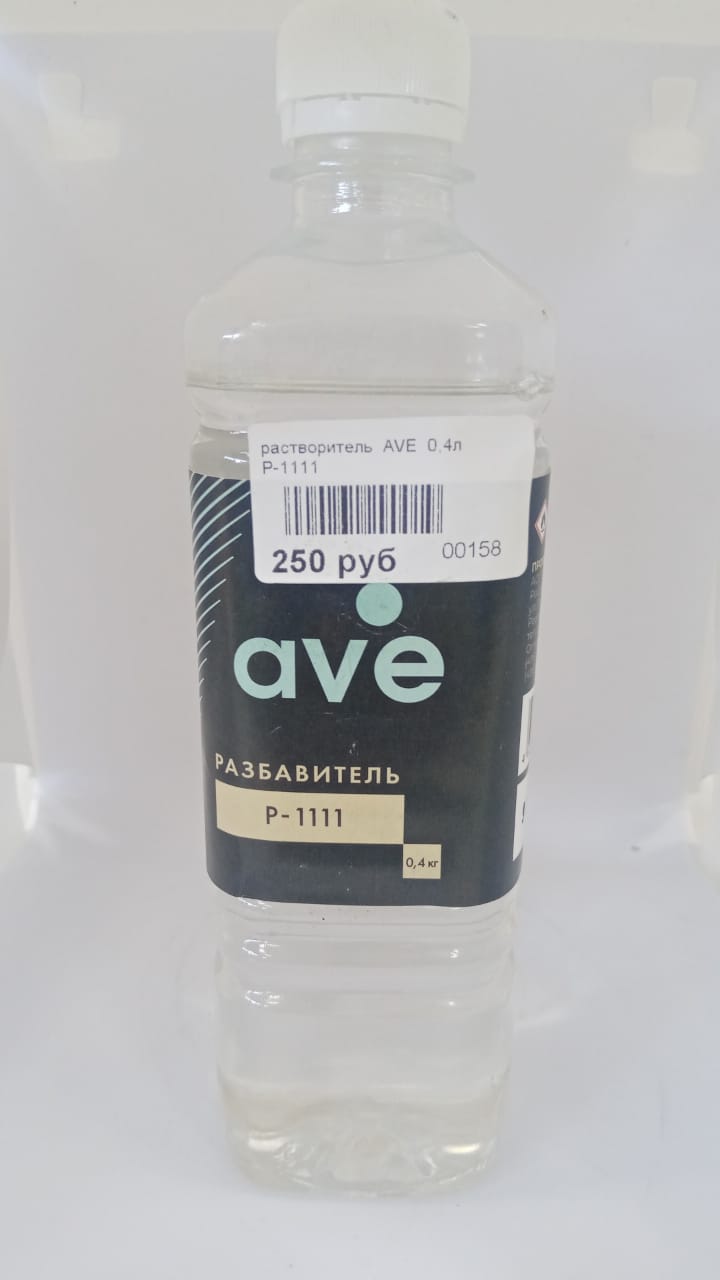 растворитель AVE 0,4л
Р-1111
250 руб 00158
ave
РАЗБАВИТЕЛЬ
Р-1111
0,4 кг